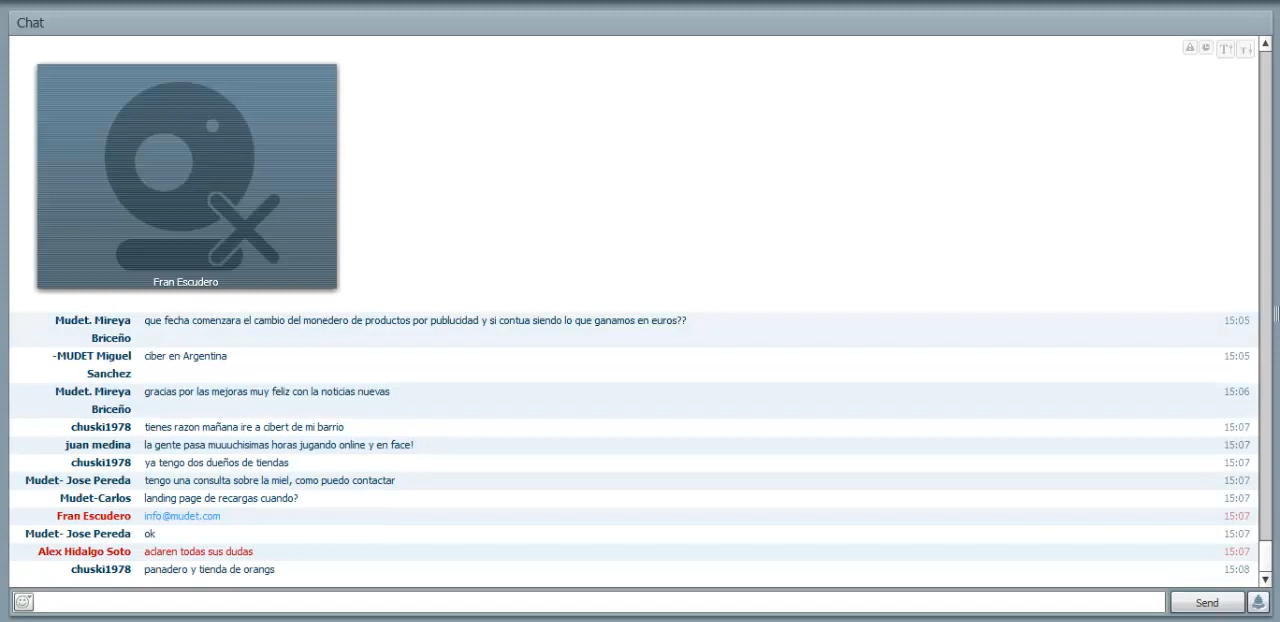 Chat
T↑ T↓
Fran Escudero
Mudet. Mireya Briceño que fecha comenzara el cambio del monedero de productos por publicidad y si contua siendo lo que ganamos en euros?? 15:05
-MUDET Miguel Sanchez ciber en Argentina 15:05
Mudet. Mireya Briceño gracias por las mejoras muy feliz con la noticias nuevas 15:06
chuski1978 tienes razon mañana ire a cibert de mi barrio 15:07
juan medina la gente pasa muuuchisimas horas jugando online y en face! 15:07
chuski1978 ya tengo dos dueños de tiendas 15:07
Mudet- Jose Pereda tengo una consulta sobre la miel, como puedo contactar 15:07
Mudet-Carlos landing page de recargas cuando? 15:07
Fran Escudero info@mudet.com 15:07
Mudet- Jose Pereda ok 15:07
Alex Hidalgo Soto aclaren todas sus dudas 15:07
chuski1978 panadero y tienda de orangs 15:08
Send